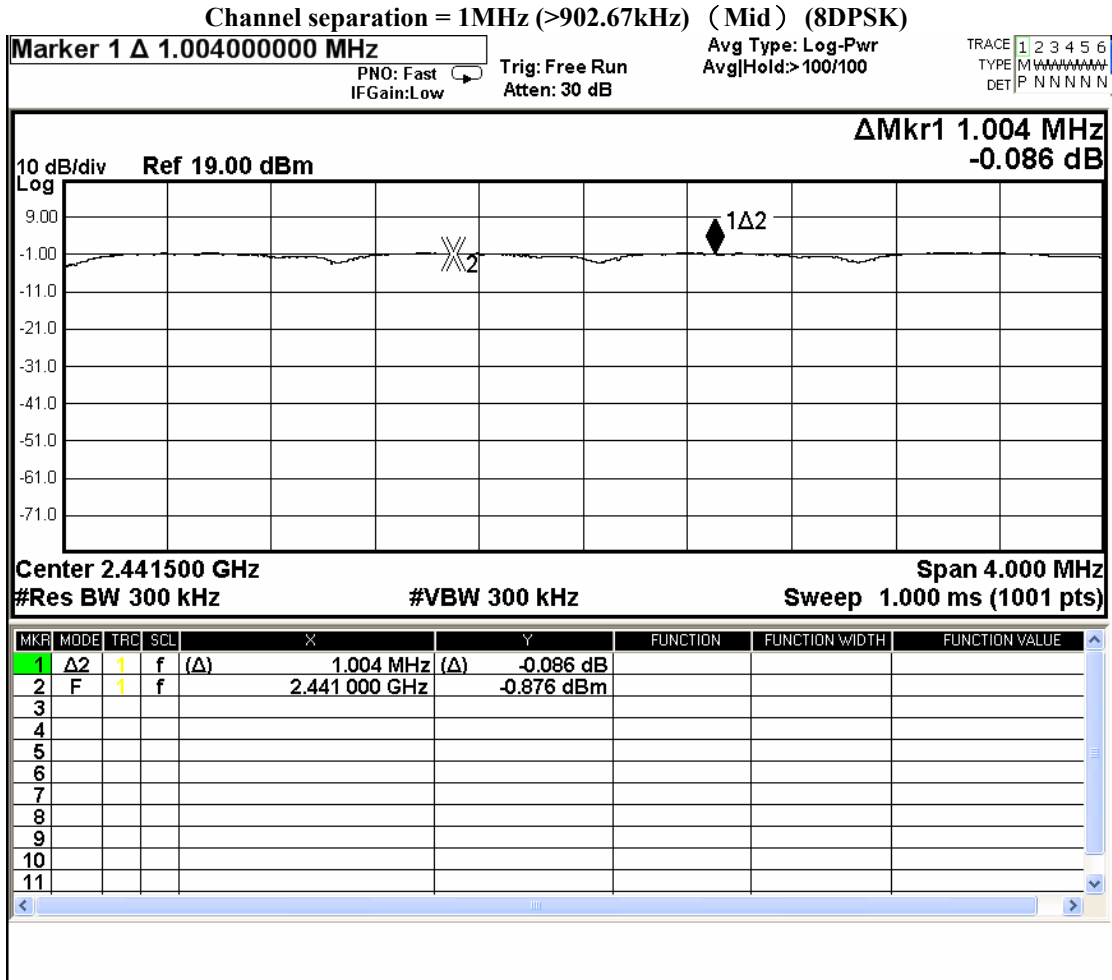 Channel separation = 1MHz (>902.67kHz) （Mid） (8DPSK)
Marker 1 Δ 1.004000000 MHz
PNO: Fast
IFGain:Low
Trig: Free Run
Atten: 30 dB
Avg Type: Log-Pwr
Avg|Hold:>100/100
TRACE 1 2 3 4 5 6
TYPE M WWWWW
DET P N N N N N
ΔMkr1 1.004 MHz
-0.086 dB
10 dB/div Ref 19.00 dBm
Log
9.00
1Δ2
-1.00
2
-11.0
-21.0
-31.0
-41.0
-51.0
-61.0
-71.0
Center 2.441500 GHz Span 4.000 MHz
#Res BW 300 kHz #VBW 300 kHz Sweep 1.000 ms (1001 pts)
MKR MODE TRC SCL X Y FUNCTION FUNCTION WIDTH FUNCTION VALUE
1 Δ2 1 f (Δ) 1.004 MHz (Δ) -0.086 dB
2 F 1 f 2.441 000 GHz -0.876 dBm
3
4
5
6
7
8
9
10
11